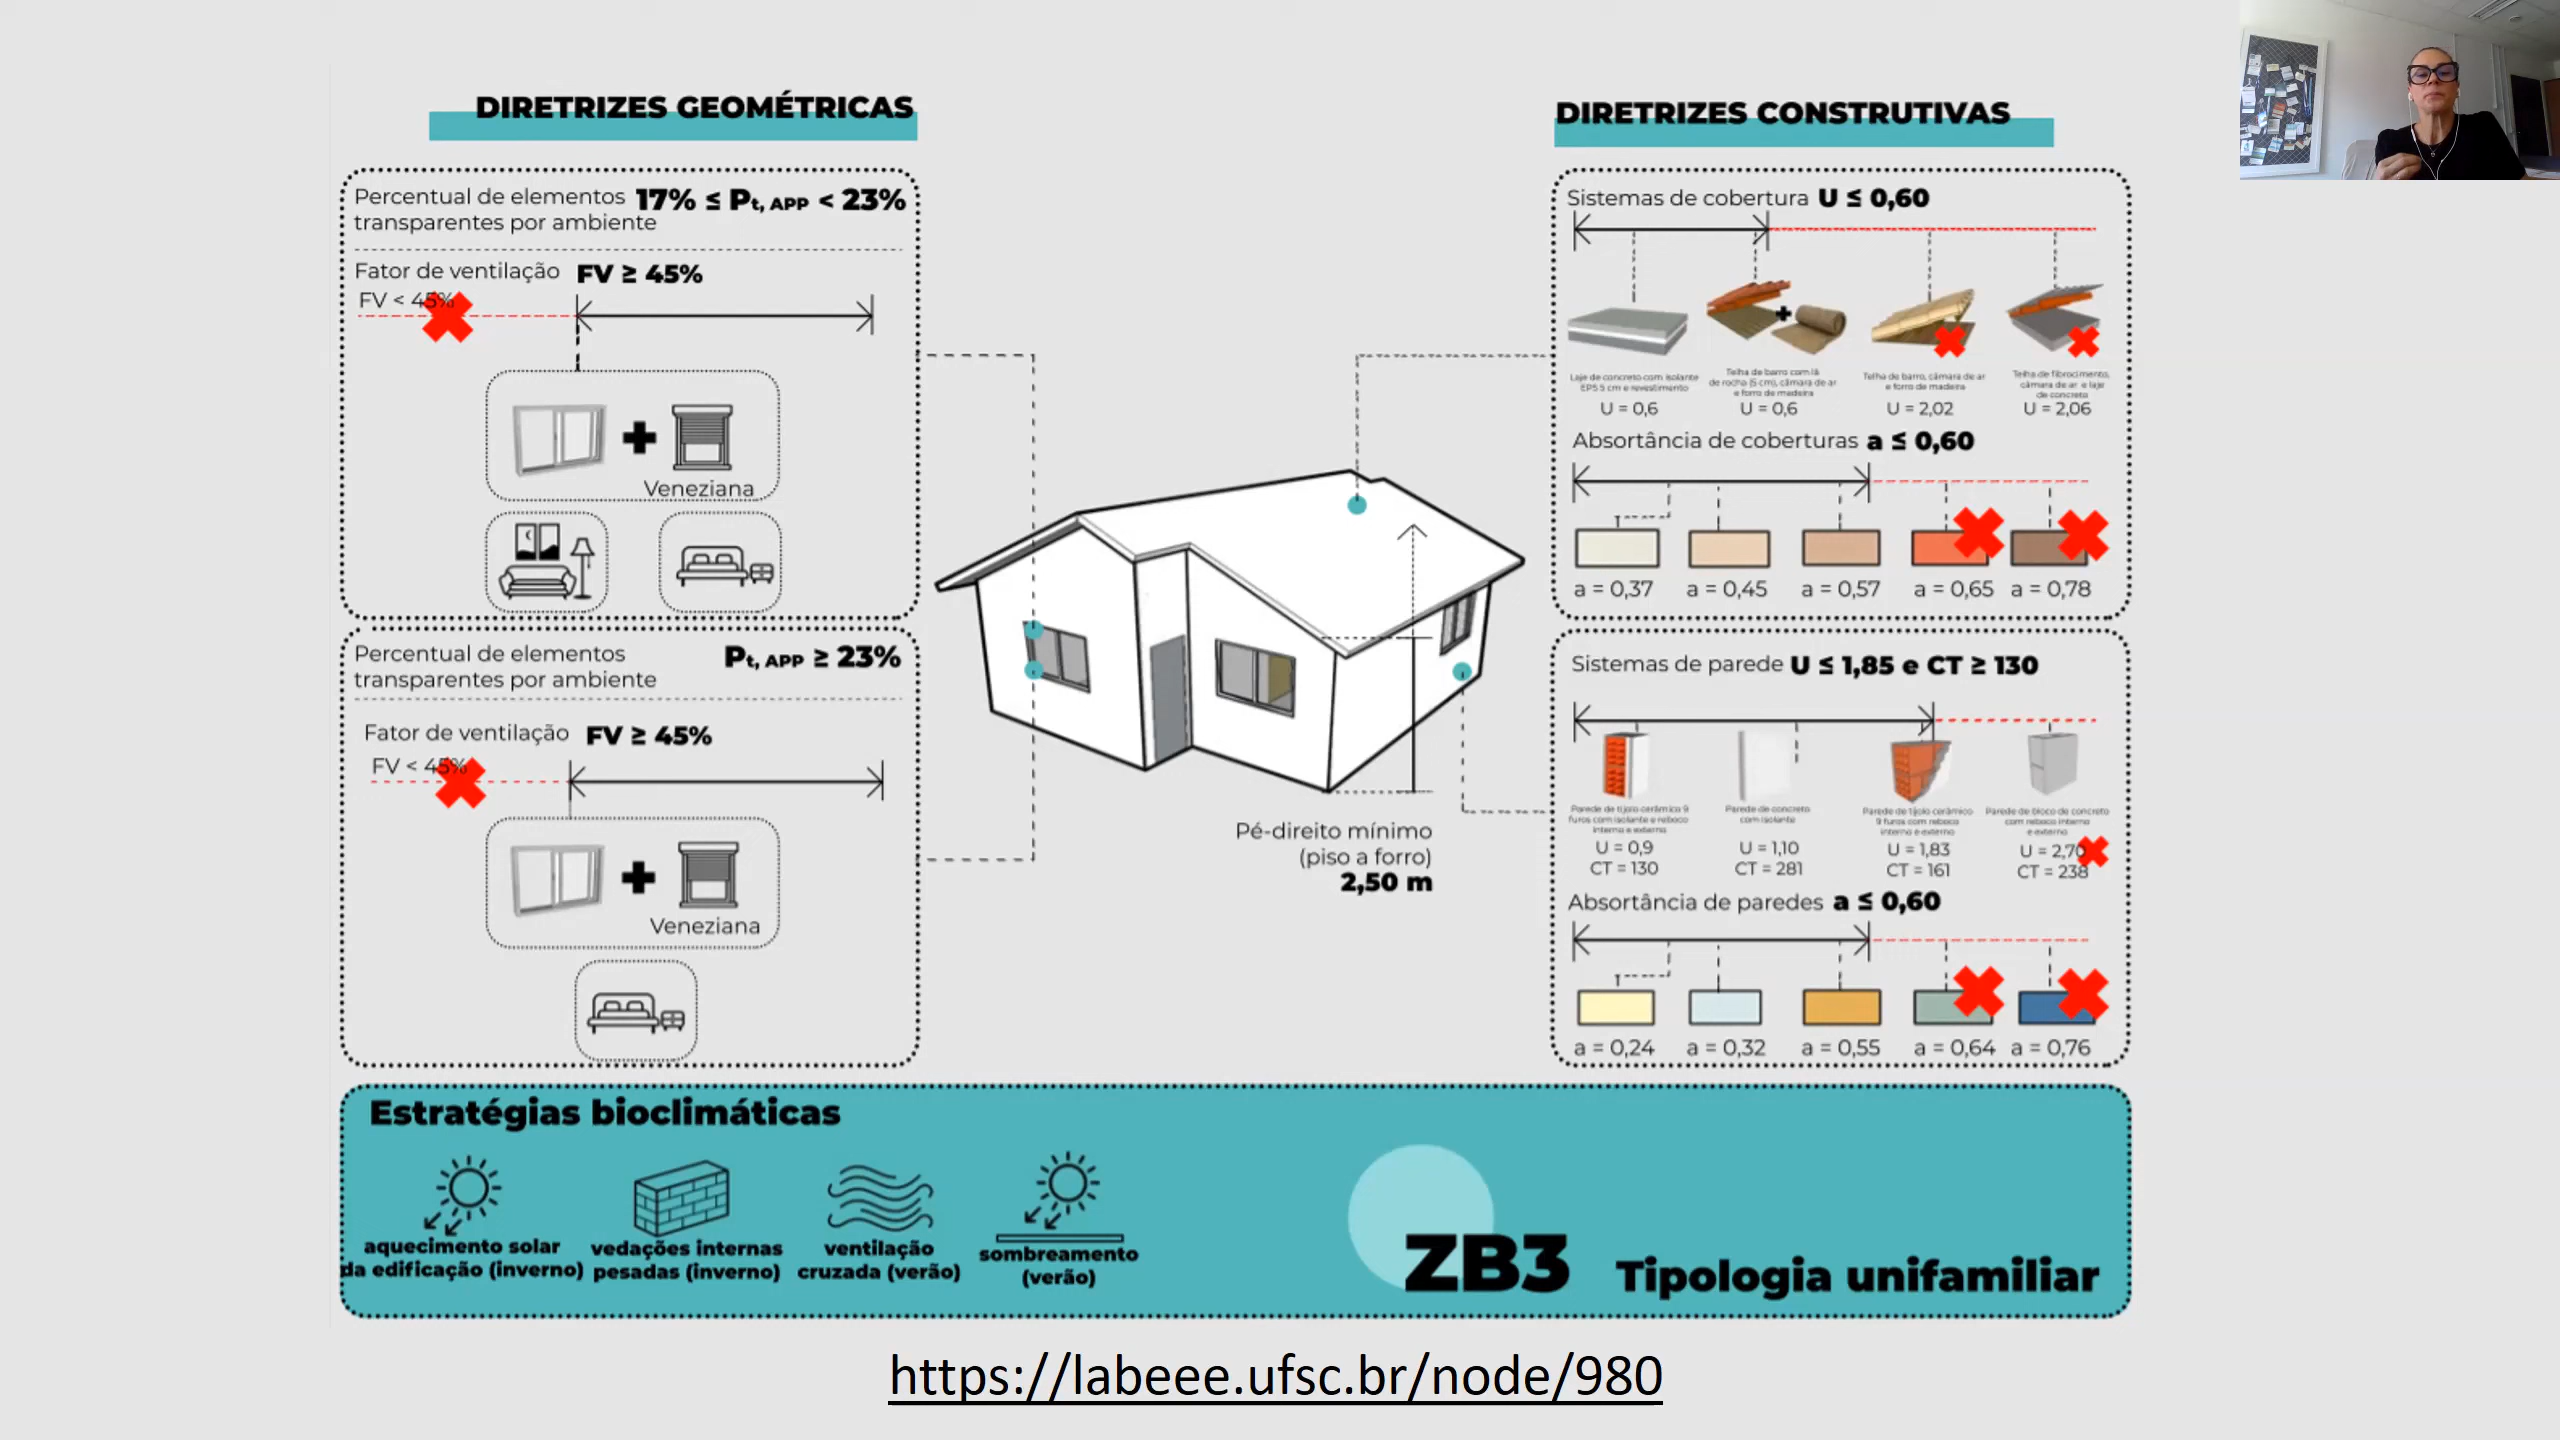 DIRETRIZES GEOMÉTRICAS
Percentual de elementos 17% ≤ Pt, APP < 23%
transparentes por ambiente
Fator de ventilação FV ≥ 45%
FV < 45%
Veneziana
Percentual de elementos Pt, APP ≥ 23%
transparentes por ambiente
Fator de ventilação FV ≥ 45%
FV < 45%
Veneziana
Pé-direito mínimo
(piso a forro)
2,50 m
DIRETRIZES CONSTRUTIVAS
Sistemas de cobertura U ≤ 0,60
Laje de concreto com isolante
EPS 5 cm e revestimento
U = 0,6
Telha de barro com lã
de rocha (5 cm), câmara de ar
e forro de madeira
U = 0,6
Telha de barro, câmara de ar
e forro de madeira
U = 2,02
Telha de fibrocimento,
câmara de ar e laje
de concreto
U = 2,06
Absortância de coberturas a ≤ 0,60
a = 0,37 a = 0,45 a = 0,57 a = 0,65 a = 0,78
Sistemas de parede U ≤ 1,85 e CT ≥ 130
Parede de tijolo cerâmico 9
furos com isolante e reboco
interno e externo
U = 0,9
CT = 130
Parede de concreto
com isolante
U = 1,10
CT = 281
Parede de tijolo cerâmico
9 furos com reboco
interno e externo
U = 1,83
CT = 161
Parede de bloco de concreto
com reboco interno
e externo
U = 2,70
CT = 238
Absortância de paredes a ≤ 0,60
a = 0,24 a = 0,32 a = 0,55 a = 0,64 a = 0,76
Estratégias bioclimáticas
aquecimento solar
da edificação (inverno)
vedações internas
pesadas (inverno)
ventilação
cruzada (verão)
sombreamento
(verão)
ZB3 Tipologia unifamiliar
https://labeee.ufsc.br/node/980